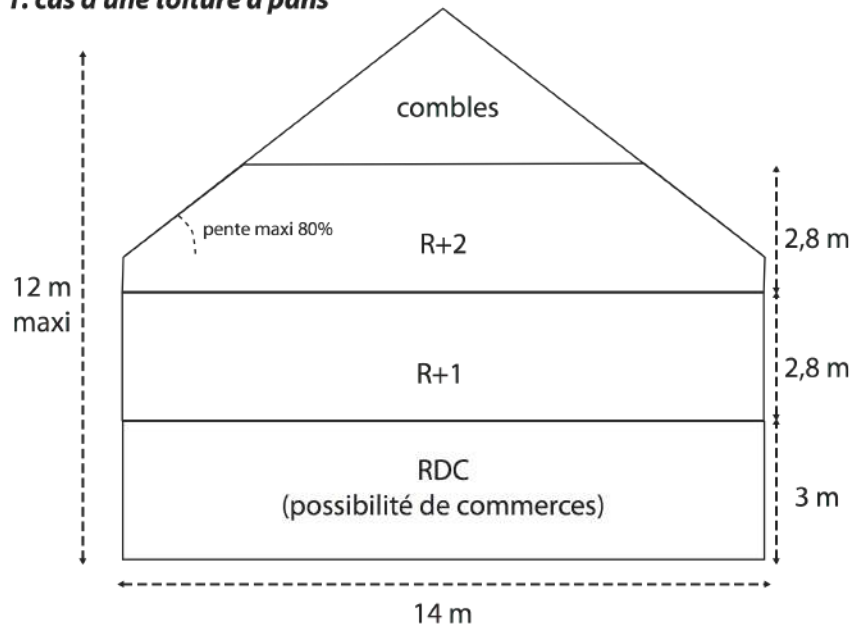 1. cas d'une toiture à pans
combles
pente maxi 80%
R+2
2,8 m
12 m
maxi
R+1
2,8 m
RDC
(possibilité de commerces)
3 m
14 m